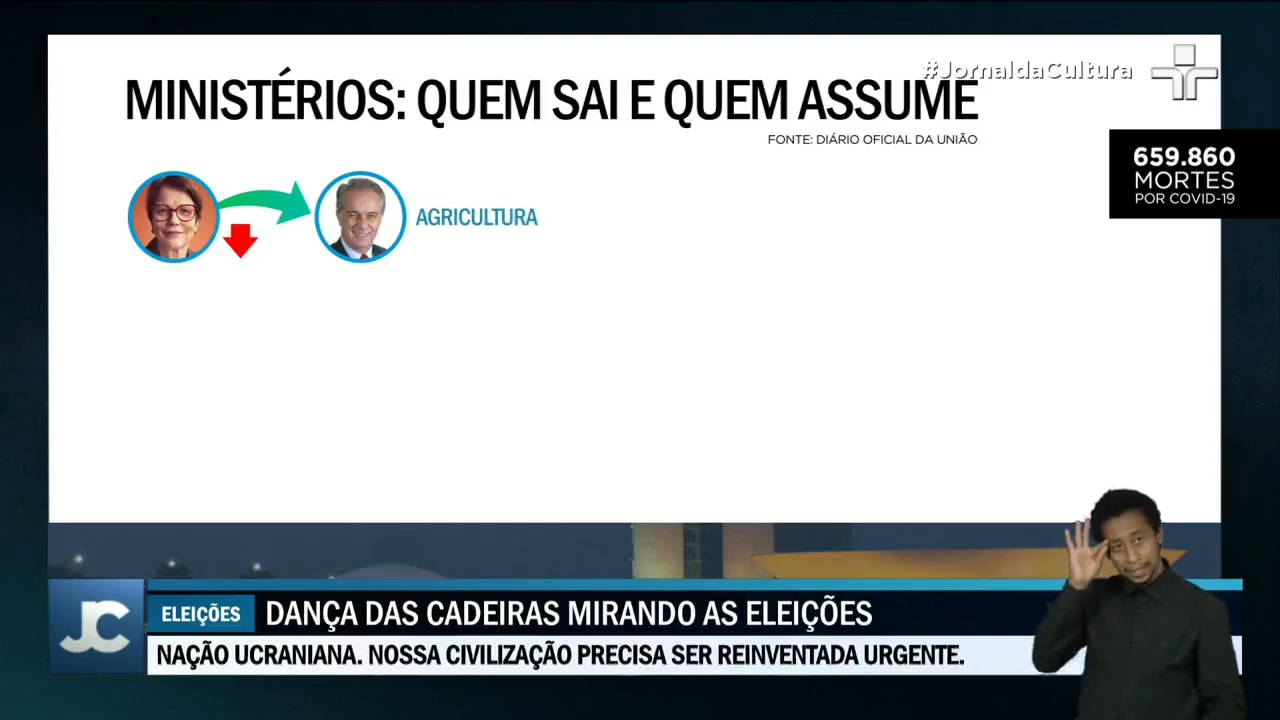 #JornaldaCultura
MINISTÉRIOS: QUEM SAI E QUEM ASSUME
FONTE: DIÁRIO OFICIAL DA UNIÃO
659.860
MORTES
POR COVID-19
AGRICULTURA
JC
ELEIÇÕES
DANÇA DAS CADEIRAS MIRANDO AS ELEIÇÕES
NAÇÃO UCRANIANA. NOSSA CIVILIZAÇÃO PRECISA SER REINVENTADA URGENTE.